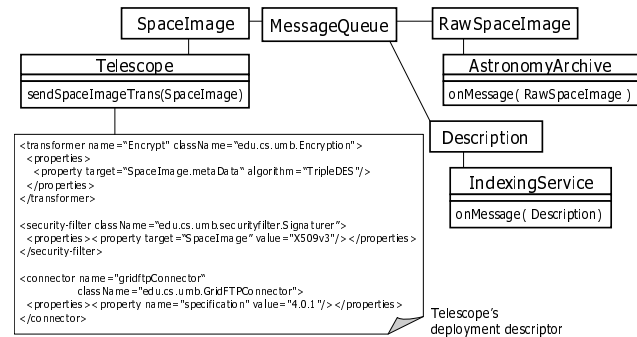 SpaceImage
MessageQueue
RawSpaceImage
Telescope
sendSpaceImageTrans(SpaceImage)
AstronomyArchive
onMessage( RawSpaceImage )
Description
IndexingService
onMessage( Description)
<transformer name=“Encrypt" className=“edu.cs.umb.Encryption">
<properties>
<property target=“SpaceImage.metaData“ algorithm=“TripleDES"/>
</properties>
</transformer>
<security-filter className=“edu.cs.umb.securityfilter.Signaturer”>
<properties><property target=“SpaceImage” value="X509v3"/></properties>
</security-filter>
<connector name="gridftpConnector“
className="edu.cs.umb.GridFTPConnector">
<properties><property name="specification" value="4.0.1"/></properties>
</connector>
Telescope’s
deployment descriptor